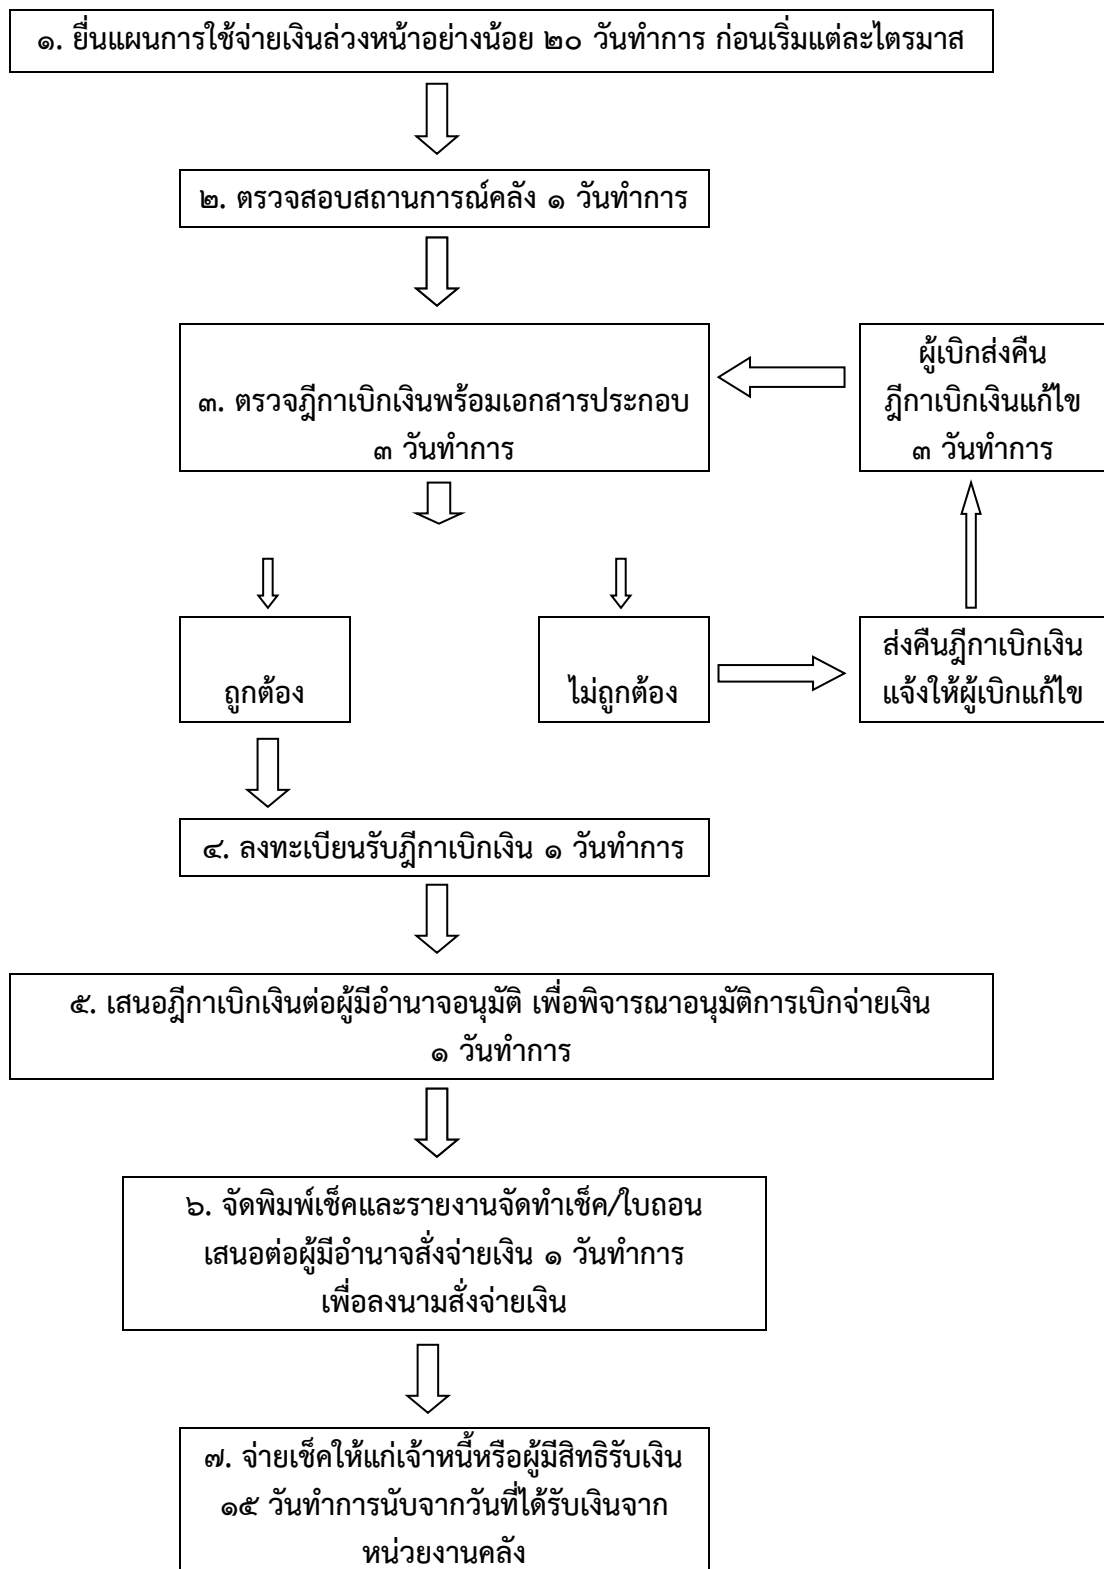 ๑. ยื่นแผนการใช้จ่ายเงินล่วงหน้าอย่างน้อย ๒๐ วันทำการ ก่อนเริ่มแต่ละไตรมาส
๒. ตรวจสอบสถานการณ์คลัง ๑ วันทำการ
๓. ตรวจฎีกาเบิกเงินพร้อมเอกสารประกอบ
๓ วันทำการ
ผู้เบิกส่งคืน
ฎีกาเบิกเงินแก้ไข
๓ วันทำการ
ถูกต้อง
ไม่ถูกต้อง
ส่งคืนฎีกาเบิกเงิน
แจ้งให้ผู้เบิกแก้ไข
๔. ลงทะเบียนรับฎีกาเบิกเงิน ๑ วันทำการ
๕. เสนอฎีกาเบิกเงินต่อผู้มีอำนาจอนุมัติ เพื่อพิจารณาอนุมัติการเบิกจ่ายเงิน
๑ วันทำการ
๖. จัดพิมพ์เช็คและรายงานจัดทำเช็ค/ใบถอน
เสนอต่อผู้มีอำนาจสั่งจ่ายเงิน ๑ วันทำการ
เพื่อลงนามสั่งจ่ายเงิน
๗. จ่ายเช็คให้แก่เจ้าหนี้หรือผู้มีสิทธิรับเงิน
๑๕ วันทำการนับจากวันที่ได้รับเงินจาก
หน่วยงานคลัง